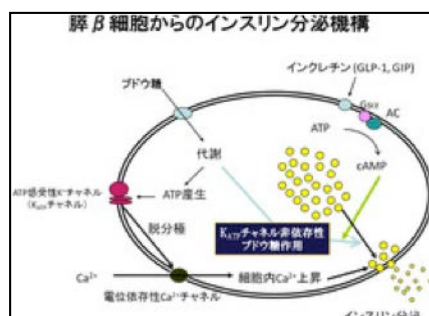 膵β細胞からのインスリン分泌機構
インクレチン (GLP-1, GIP)
ブドウ糖
Gsα
AC
ATP
代謝
cAMP
ATP感受性K⁺チャネル
(K_ATPチャネル)
ATP産生
脱分極
K_ATPチャネル非依存性
ブドウ糖作用
Ca²⁺
細胞内Ca²⁺上昇
電位依存性Ca²⁺チャネル
インスリン分泌